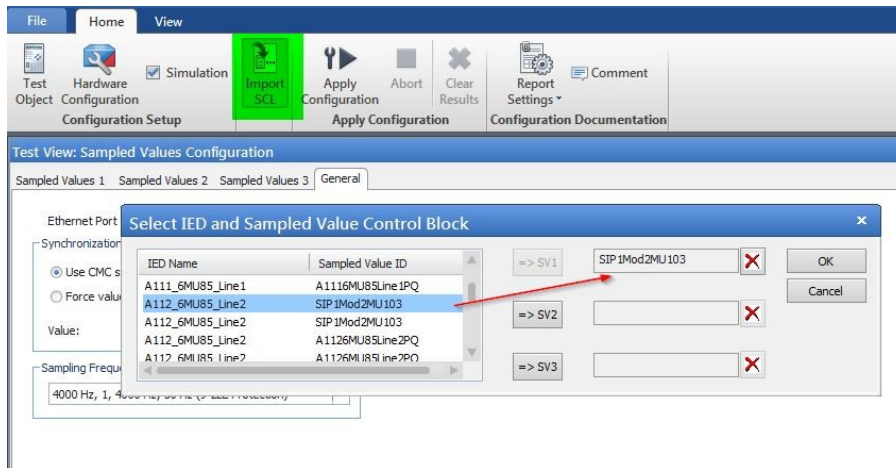 File Home View
Test Object
Hardware Configuration
Simulation
Configuration Setup
Import SCL
Apply Configuration
Abort
Clear Results
Apply Configuration
Report Settings
Comment
Configuration Documentation
Test View: Sampled Values Configuration
Sampled Values 1 Sampled Values 2 Sampled Values 3 General
Ethernet Port
Select IED and Sampled Value Control Block
Synchronization
Use CMC s
Force valu
Value:
Sampling Frequ
IED Name Sampled Value ID
A111_6MU85_Line1 A1116MU85Line1PQ
A112_6MU85_Line2 SIP1Mod2MU103
A112_6MU85_Line2 SIP1Mod2MU103
A112_6MU85_Line2 A1126MU85Line2PQ
A112_6MU85_Line2 A1126MU85Line2PQ
=> SV1 SIP1Mod2MU103 OK
Cancel
=> SV2
=> SV3
4000 Hz, 1,